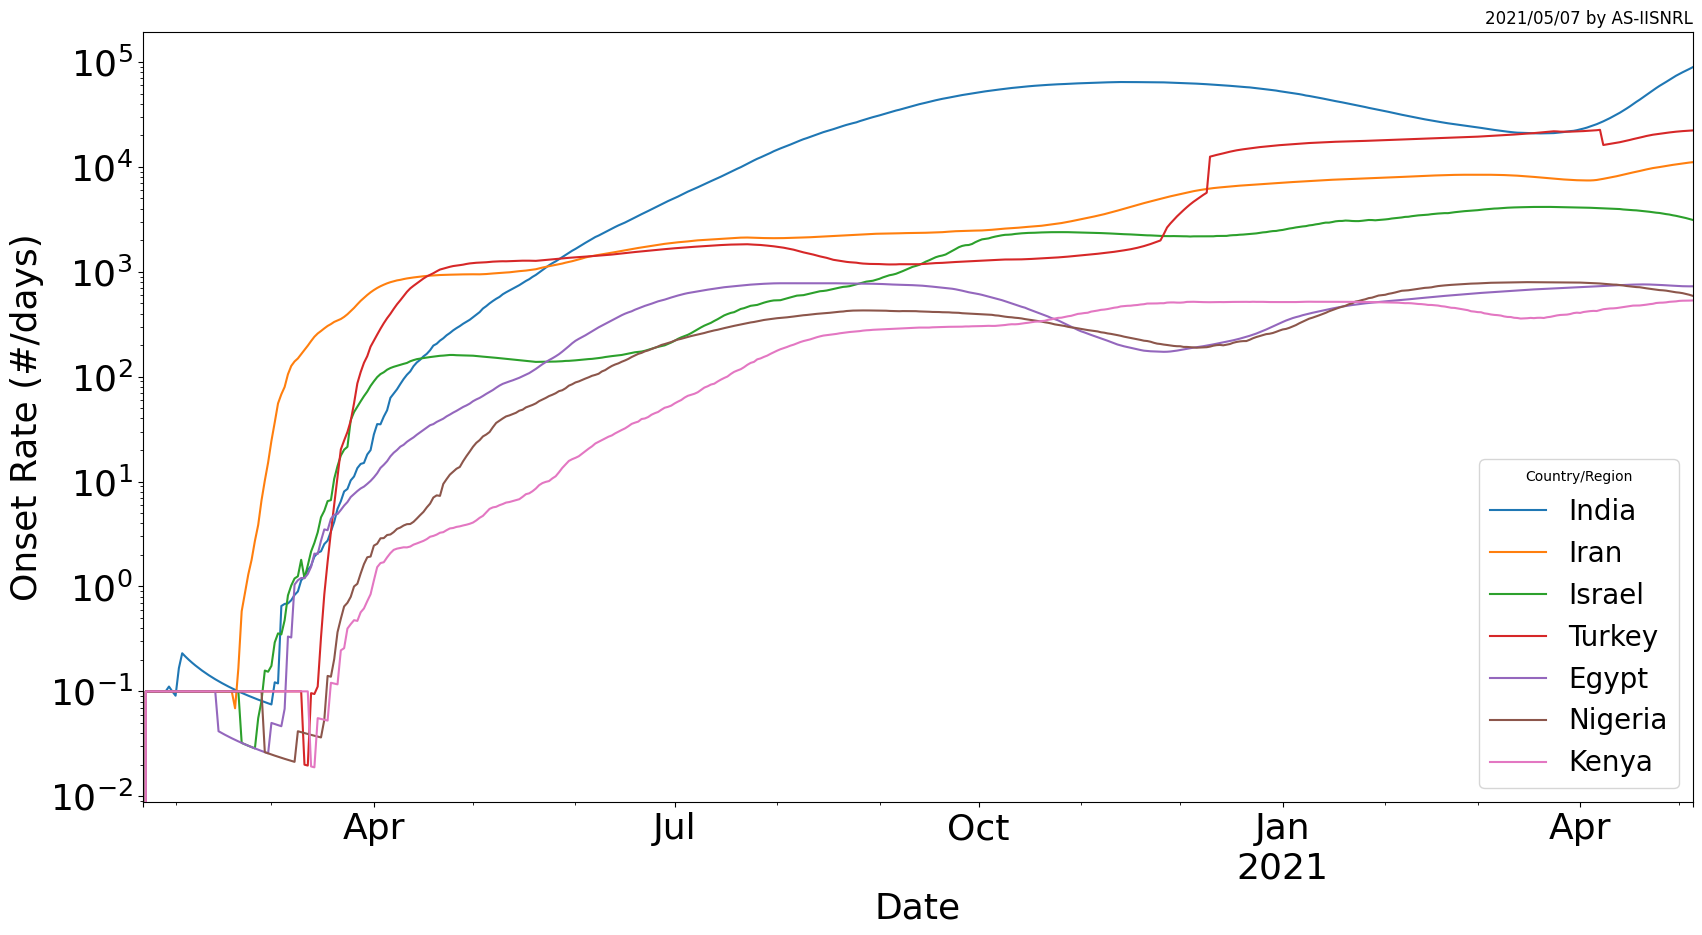 2021/05/07 by AS-IISNRL
Onset Rate (#/days)
10^5
10^4
10^3
10^2
10^1
10^0
10^−1
10^−2
Country/Region
India
Iran
Israel
Turkey
Egypt
Nigeria
Kenya
Apr Jul Oct Jan Apr
2021
Date